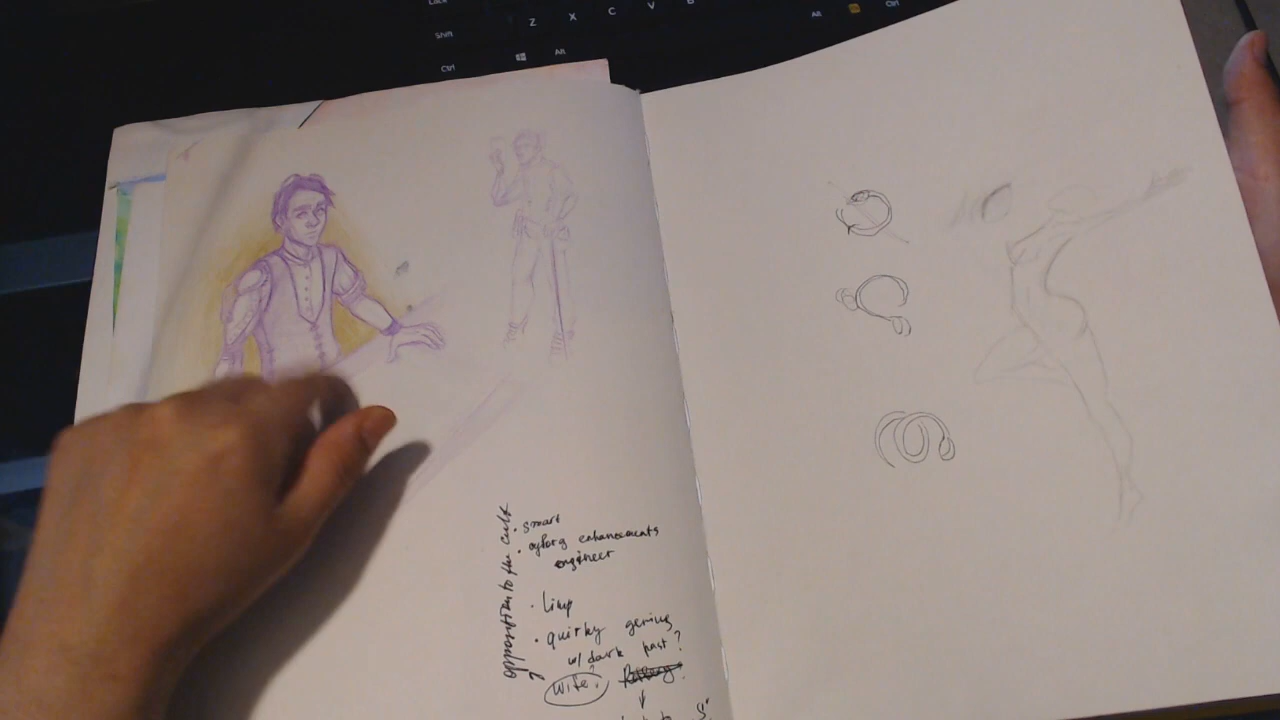 Lock
Z X C V B
Shift
Alt Ctrl
Alt
Ctrl
opposition to the cult
• smart
• cyborg enhancements
engineer
• limp
• quirky genius
w/ dark past?
Wife?